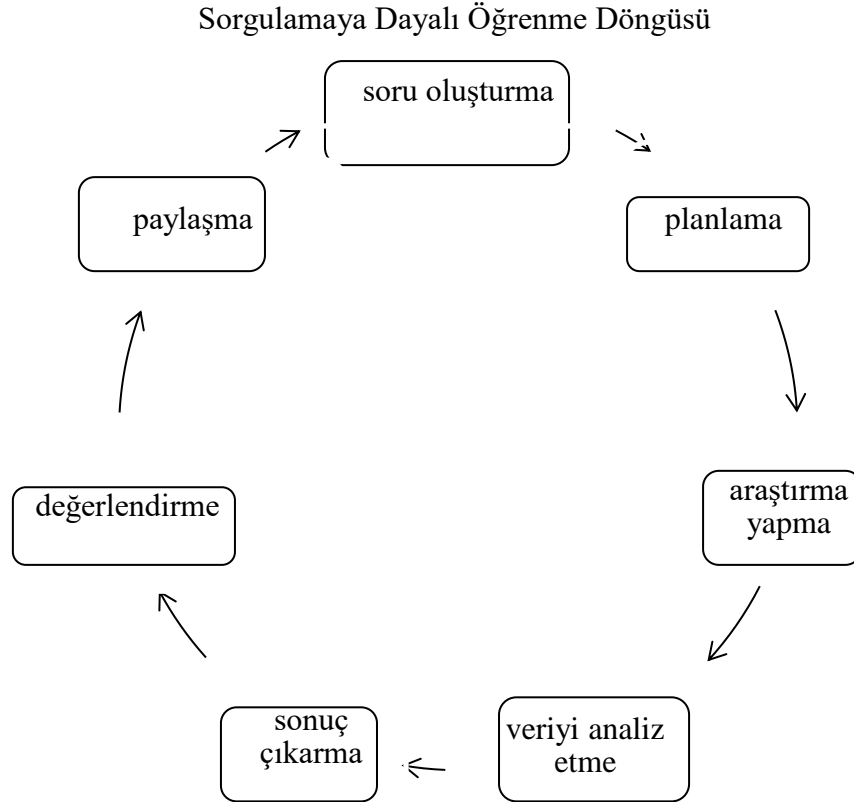 Sorgulamaya Dayalı Öğrenme Döngüsü
soru oluşturma
planlama
araştırma
yapma
veriyi analiz
etme
sonuç
çıkarma
değerlendirme
paylaşma